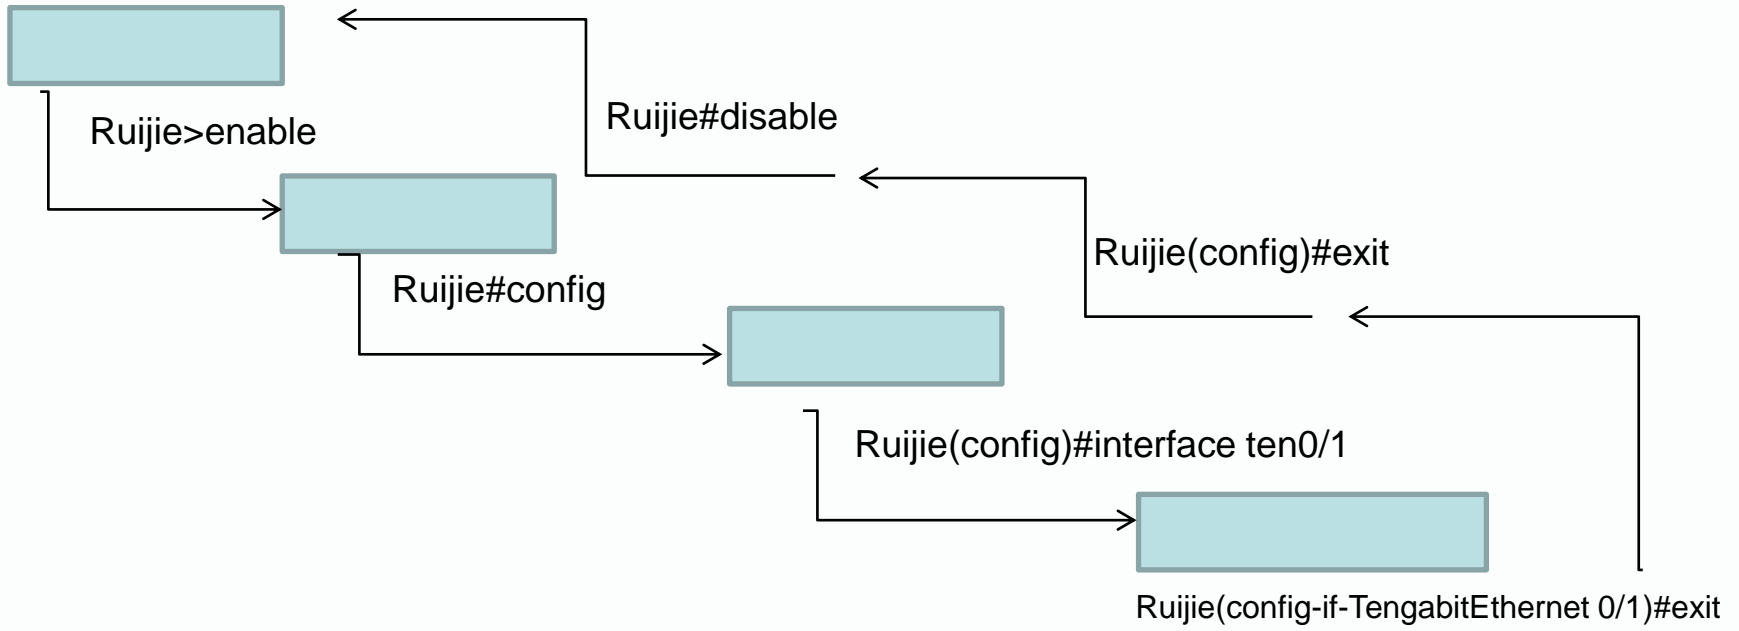 Ruijie#disable
Ruijie>enable
Ruijie(config)#exit
Ruijie#config
Ruijie(config)#interface ten0/1
Ruijie(config-if-TengabitEthernet 0/1)#exit